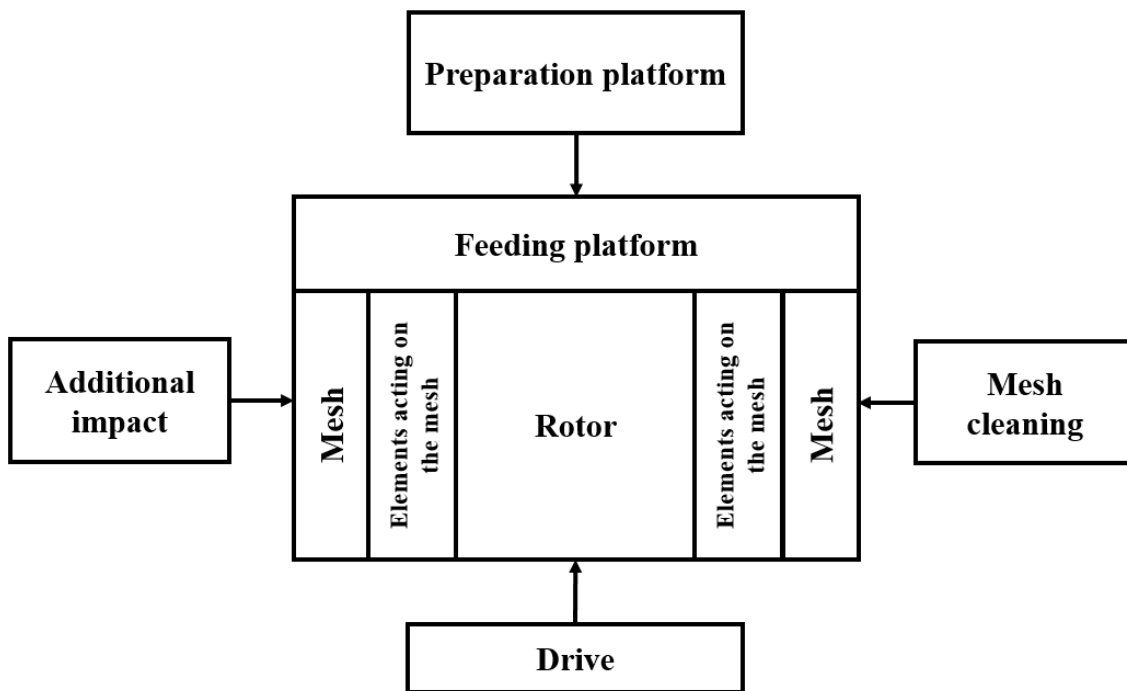 Preparation platform
Feeding platform
Additional
impact
Mesh
Elements acting on
the mesh
Rotor
Elements acting on
the mesh
Mesh
Mesh
cleaning
Drive